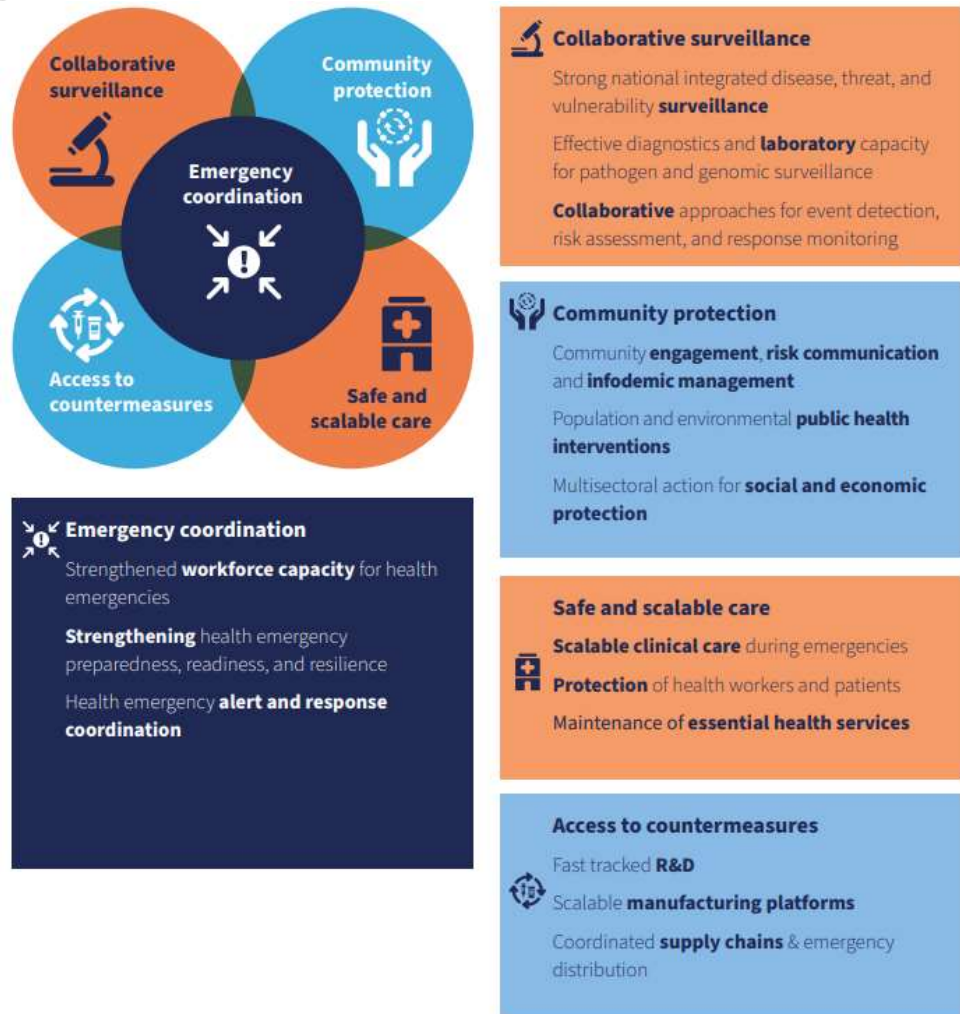 Collaborative
surveillance
Community
protection
Emergency
coordination
Access to
countermeasures
Safe and
scalable care
Emergency coordination
Strengthened workforce capacity for health
emergencies
Strengthening health emergency
preparedness, readiness, and resilience
Health emergency alert and response
coordination
Collaborative surveillance
Strong national integrated disease, threat, and
vulnerability surveillance
Effective diagnostics and laboratory capacity
for pathogen and genomic surveillance
Collaborative approaches for event detection,
risk assessment, and response monitoring
Community protection
Community engagement, risk communication
and infodemic management
Population and environmental public health
interventions
Multisectoral action for social and economic
protection
Safe and scalable care
Scalable clinical care during emergencies
Protection of health workers and patients
Maintenance of essential health services
Access to countermeasures
Fast tracked R&D
Scalable manufacturing platforms
Coordinated supply chains & emergency
distribution